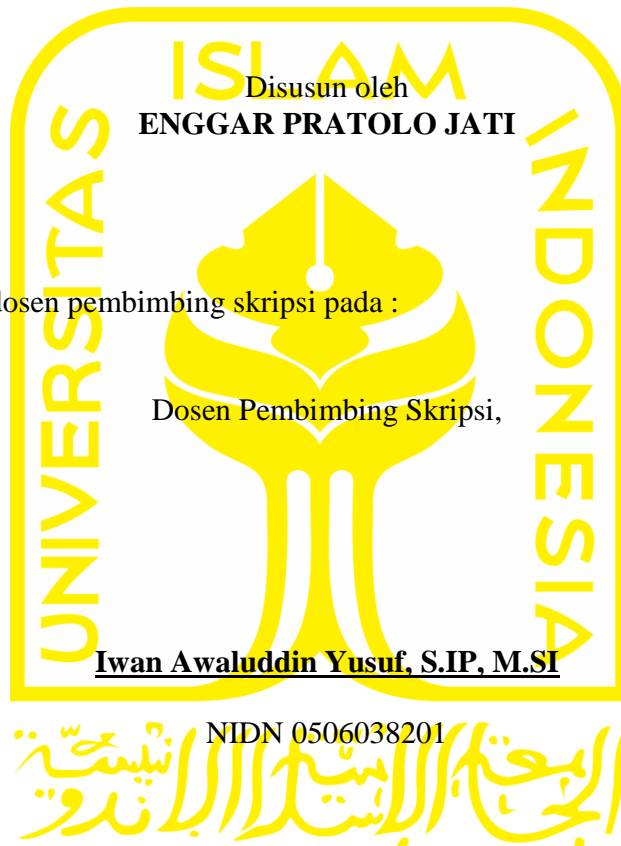 ISLAM
UNIVERSITAS
INDONESIA
Disusun oleh
ENGGAR PRATOLO JATI
dosen pembimbing skripsi pada :
Dosen Pembimbing Skripsi,
Iwan Awaluddin Yusuf, S.IP, M.SI
NIDN 0506038201